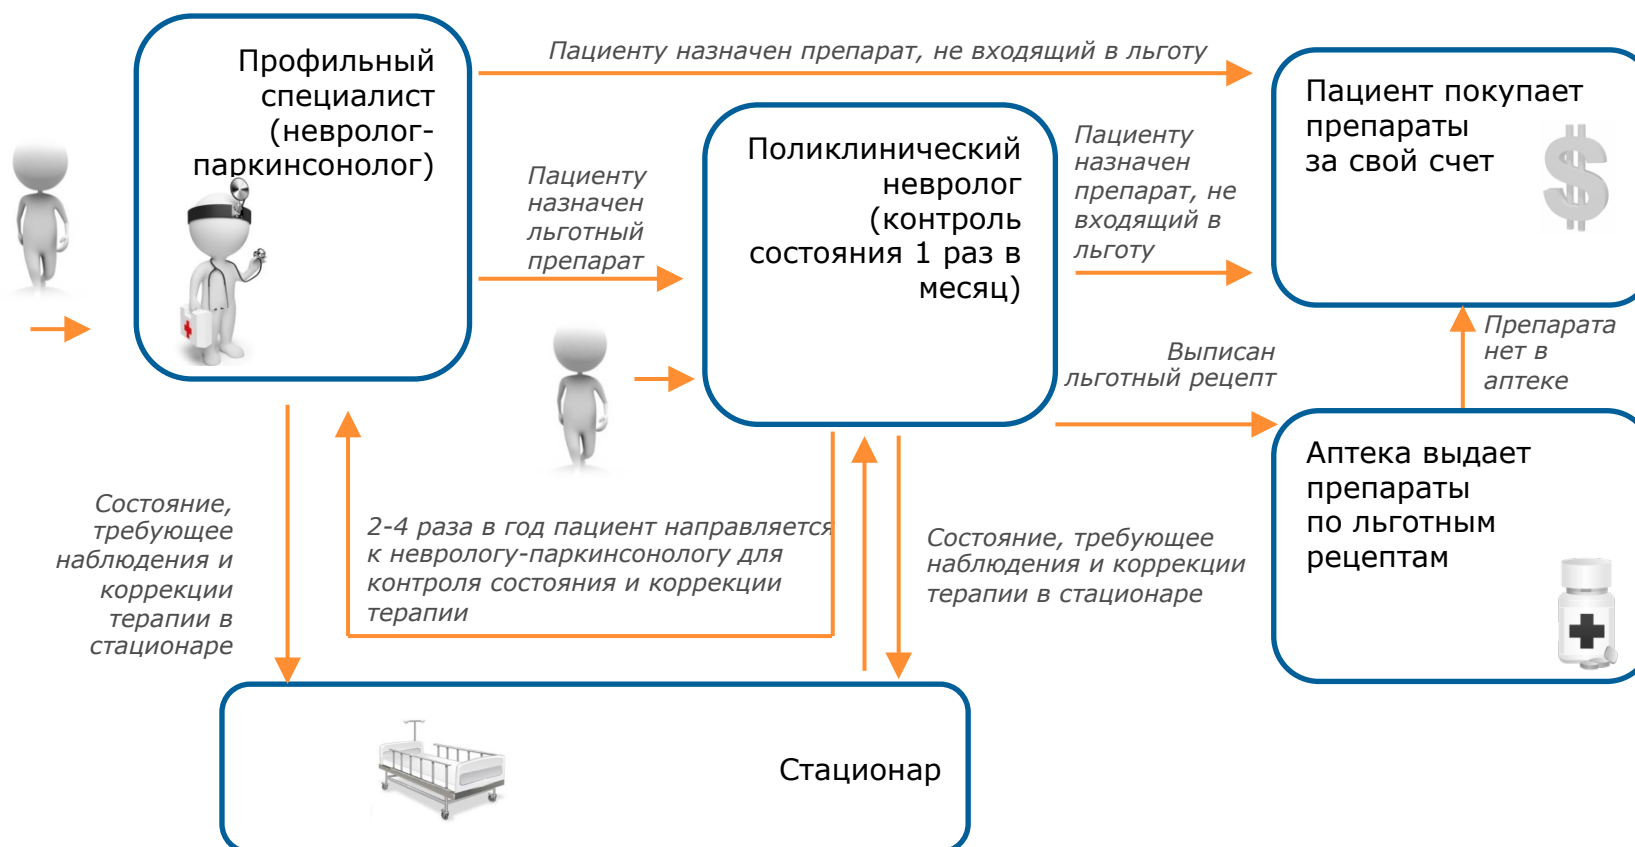 Профильный
специалист
(невролог-
паркинсонолог)
Пациенту назначен препарат, не входящий в льготу
Пациент покупает
препараты
за свой счет
Пациенту
назначен
льготный
препарат
Поликлинический
невролог
(контроль
состояния 1 раз в
месяц)
Пациенту
назначен
препарат, не
входящий в
льготу
Выписан
льготный рецепт
Препарата
нет в
аптеке
Аптека выдает
препараты
по льготным
рецептам
Состояние,
требующее
наблюдения и
коррекции
терапии в
стационаре
2-4 раза в год пациент направляется
к неврологу-паркинсонологу для
контроля состояния и коррекции
терапии
Состояние, требующее
наблюдения и коррекции
терапии в стационаре
Стационар